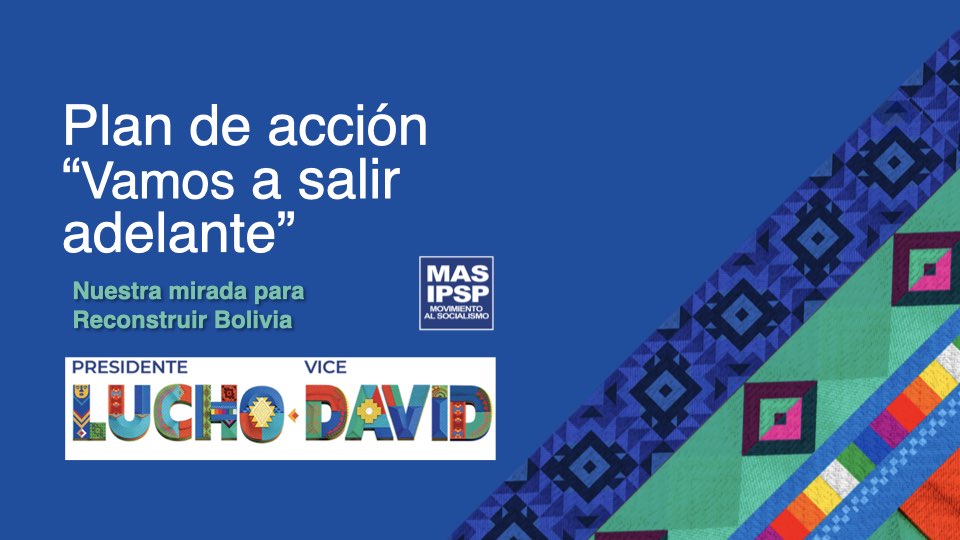 Plan de acción
“Vamos a salir
adelante”
Nuestra mirada para
Reconstruir Bolivia
MAS
IPSP
MOVIMIENTO
AL SOCIALISMO
PRESIDENTE VICE
LUCHO DAVID